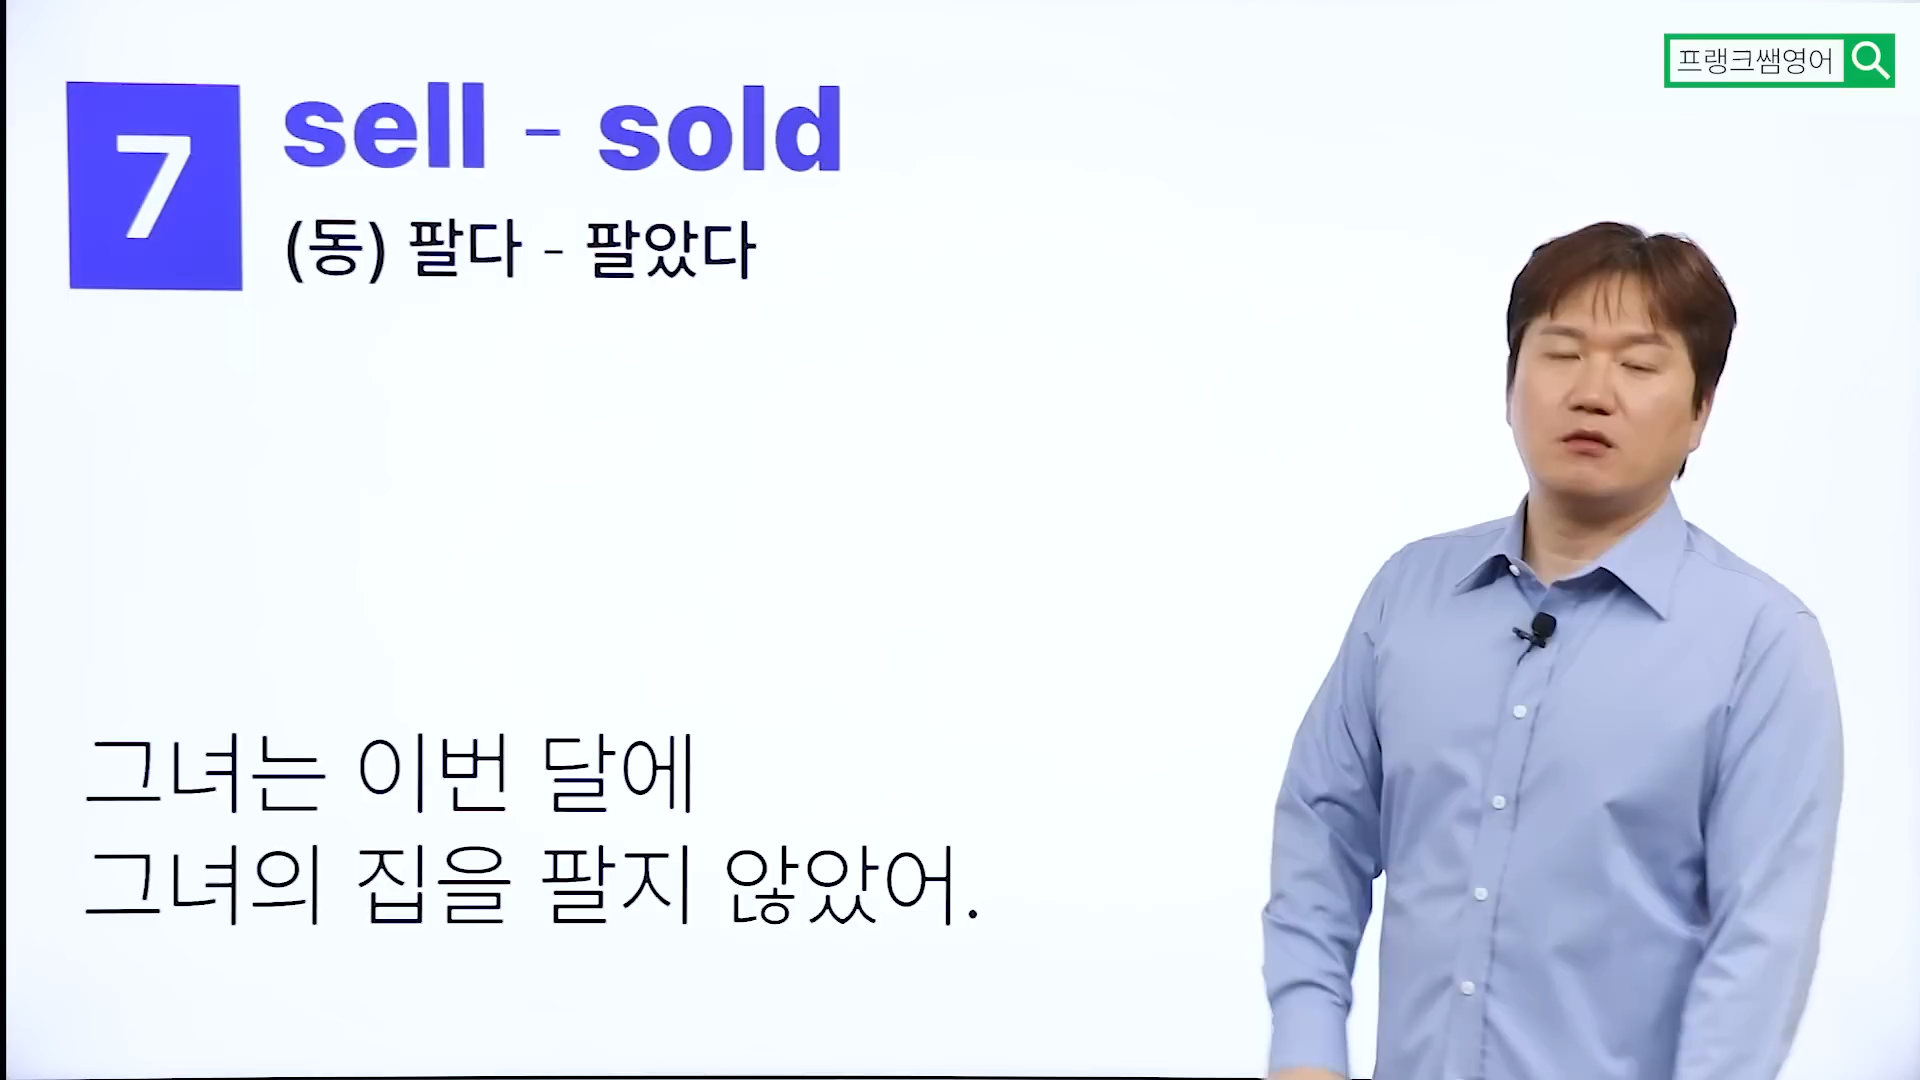 프랭크쌤영어
7
sell - sold
(동) 팔다 - 팔았다
그녀는 이번 달에
그녀의 집을 팔지 않았어.